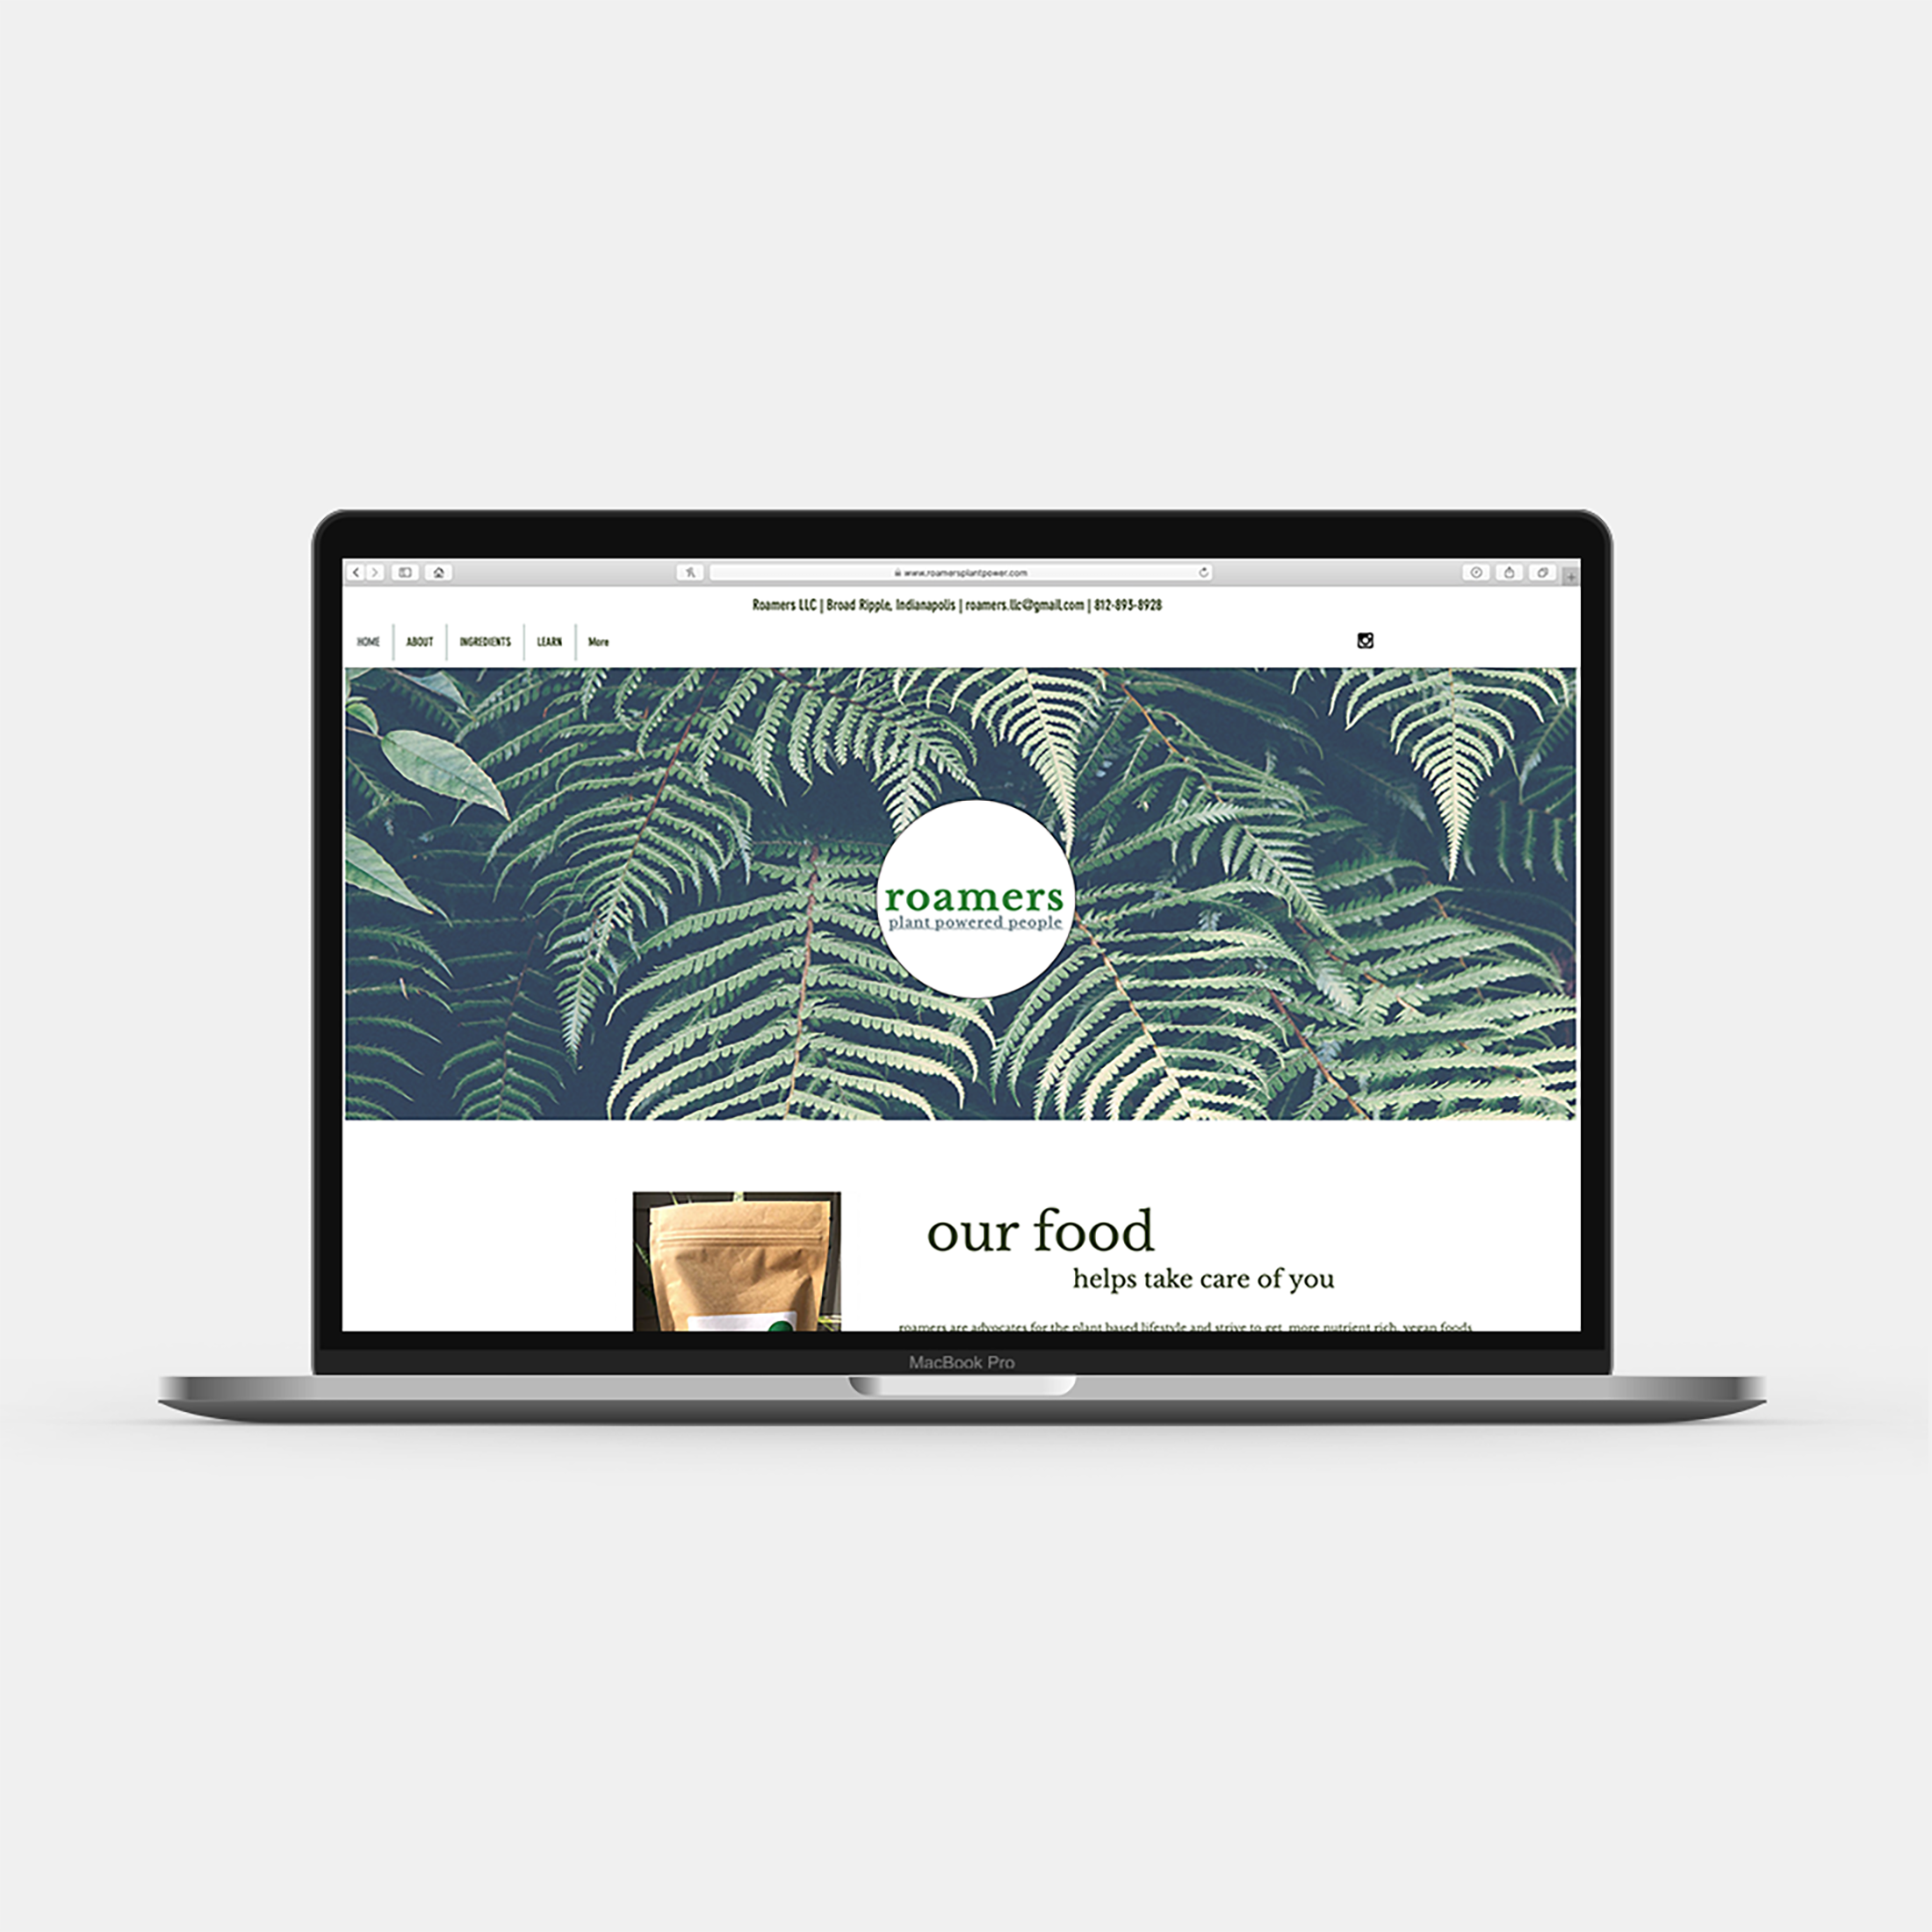 www.roamersplantpower.com
Roamers LLC | Broad Ripple, Indianapolis | roamers.llc@gmail.com | 812-893-8928
HOME ABOUT INGREDIENTS LEARN More
roamers
plant powered people
our food
helps take care of you
roamers are advocates for the plant based lifestyle and strive to get more nutrient rich, vegan foods
MacBook Pro